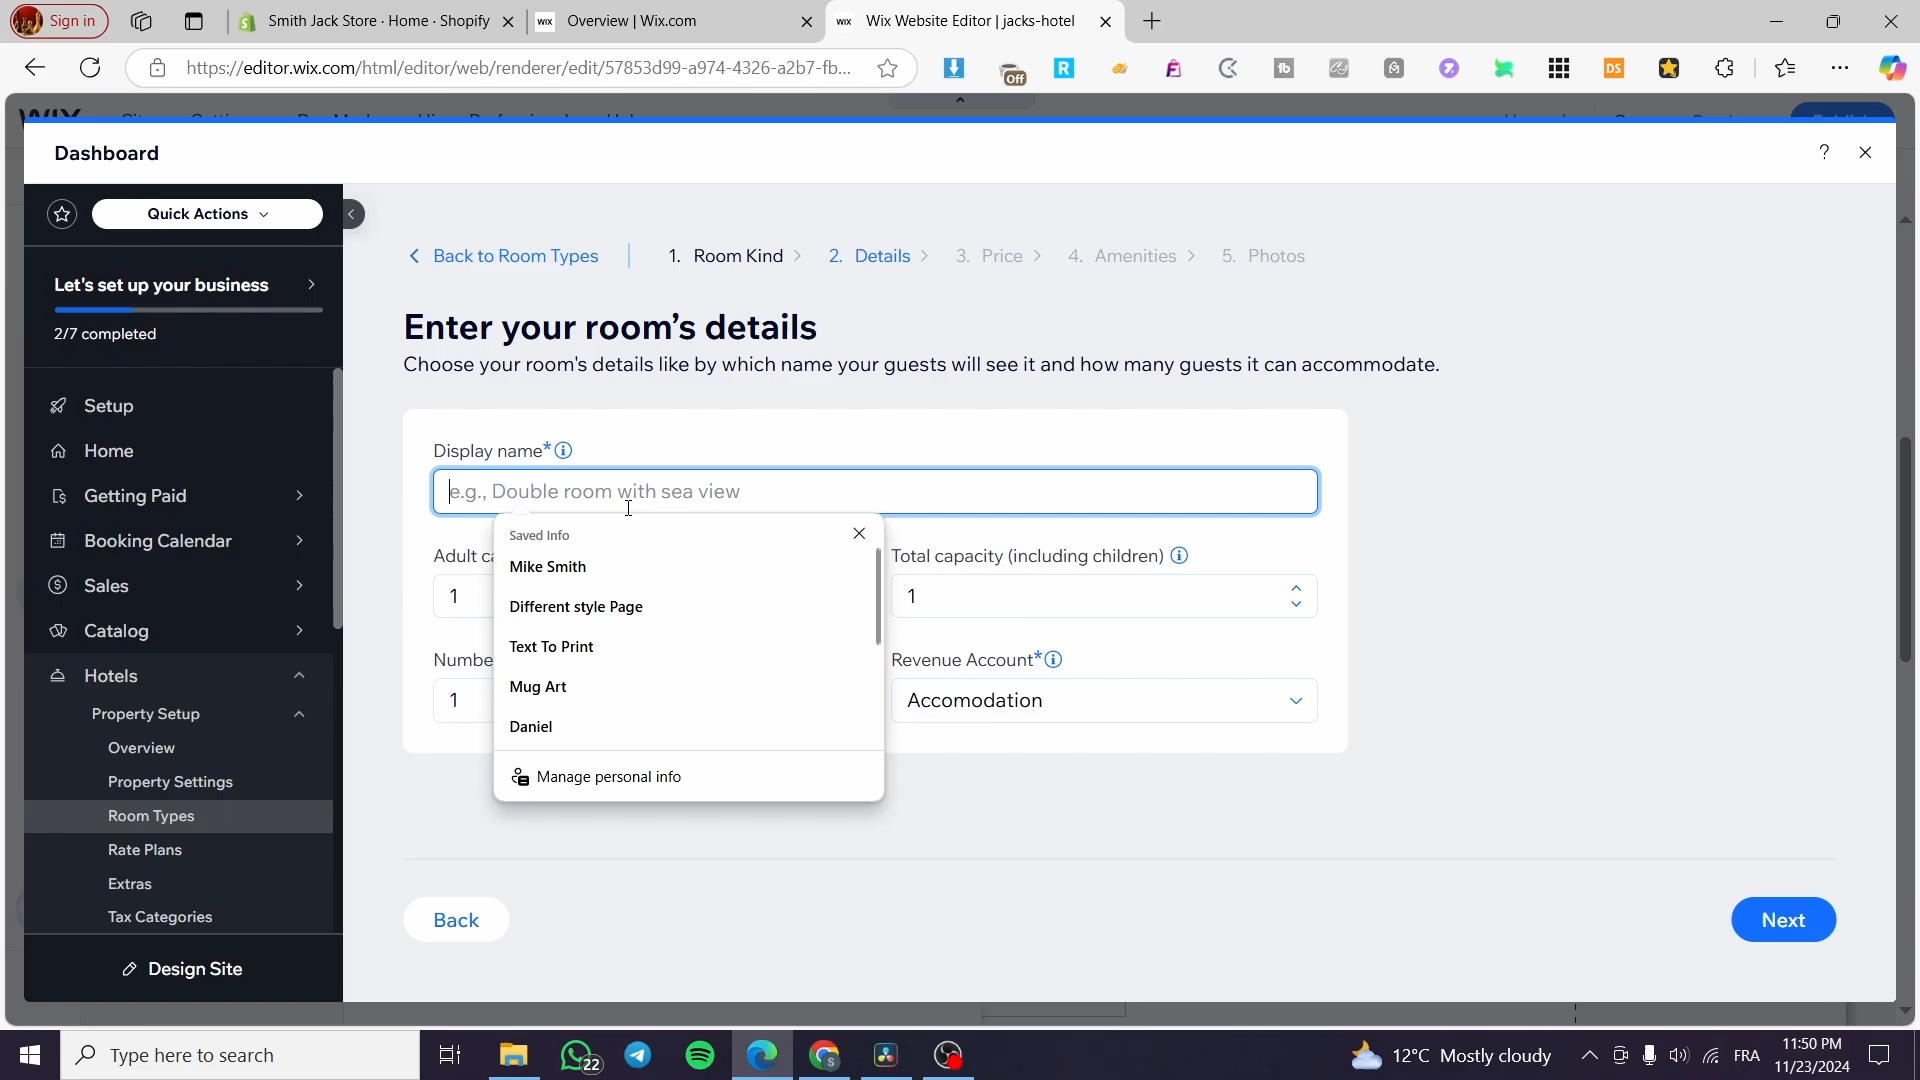 Sign in
Smith Jack Store · Home · Shopify
WIX
Overview | Wix.com
WIX
Wix Website Editor | jacks-hotel
https://editor.wix.com/html/editor/web/renderer/edit/57853d99-a974-4326-a2b7-fb...
Off
R
tb
DS
Dashboard
?
Quick Actions
Let's set up your business
2/7 completed
Setup
Home
Getting Paid
Booking Calendar
Sales
Catalog
Hotels
Property Setup
Overview
Property Settings
Room Types
Rate Plans
Extras
Tax Categories
Design Site
Back to Room Types
1. Room Kind
2. Details
3. Price
4. Amenities
5. Photos
Enter your room's details
Choose your room's details like by which name your guests will see it and how many guests it can accommodate.
Display name*
e.g., Double room with sea view
Saved Info
Mike Smith
Different style Page
Text To Print
Mug Art
Daniel
Manage personal info
Adult
1
Total capacity (including children)
1
1
Revenue Account*
Accomodation
Back
Next
Type here to search
22
12°C Mostly cloudy
FRA
11:50 PM
11/23/2024